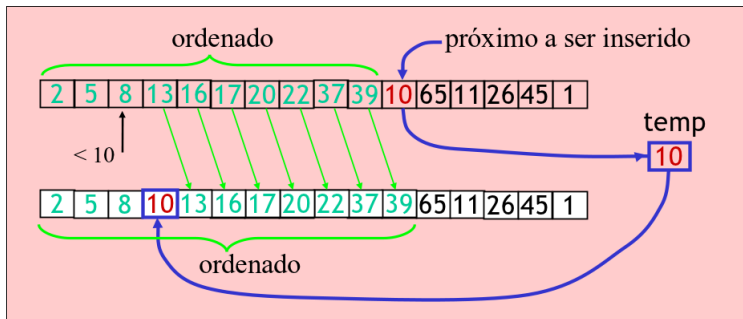 ordenado
próximo a ser inserido
2 5 8 13 16 17 20 22 37 39 10 65 11 26 45 1
temp
< 10
10
2 5 8 10 13 16 17 20 22 37 39 65 11 26 45 1
ordenado